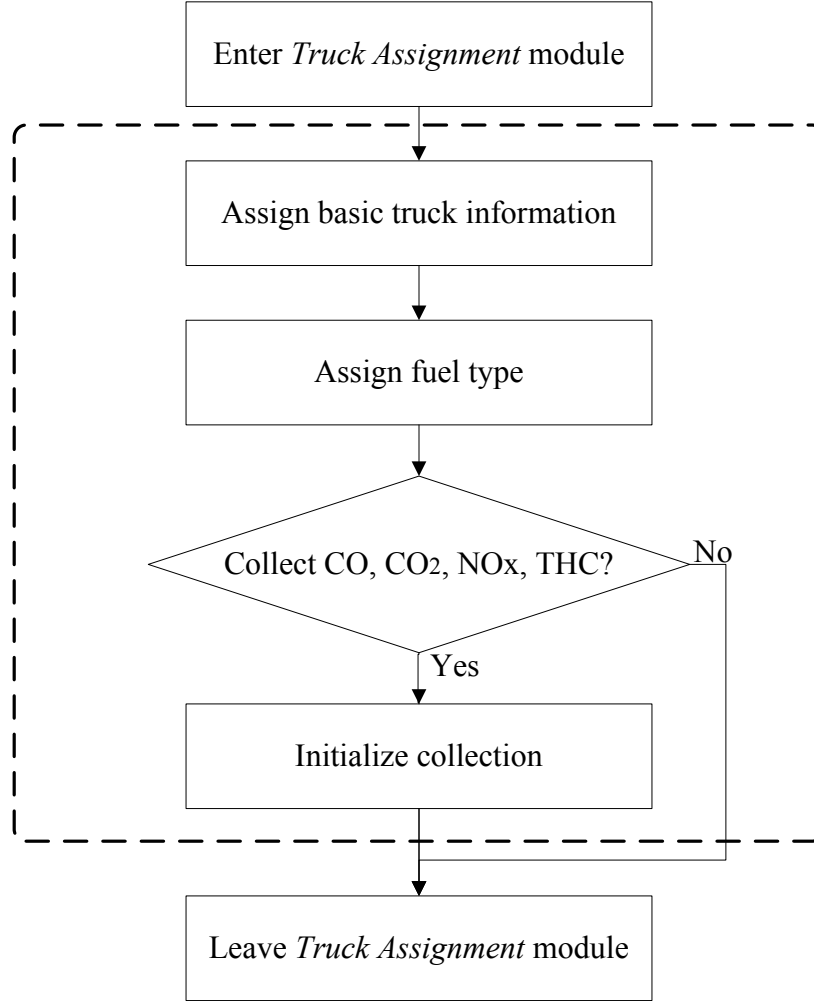 Enter Truck Assignment module
Assign basic truck information
Assign fuel type
Collect CO, CO2, NOx, THC?
No
Yes
Initialize collection
Leave Truck Assignment module